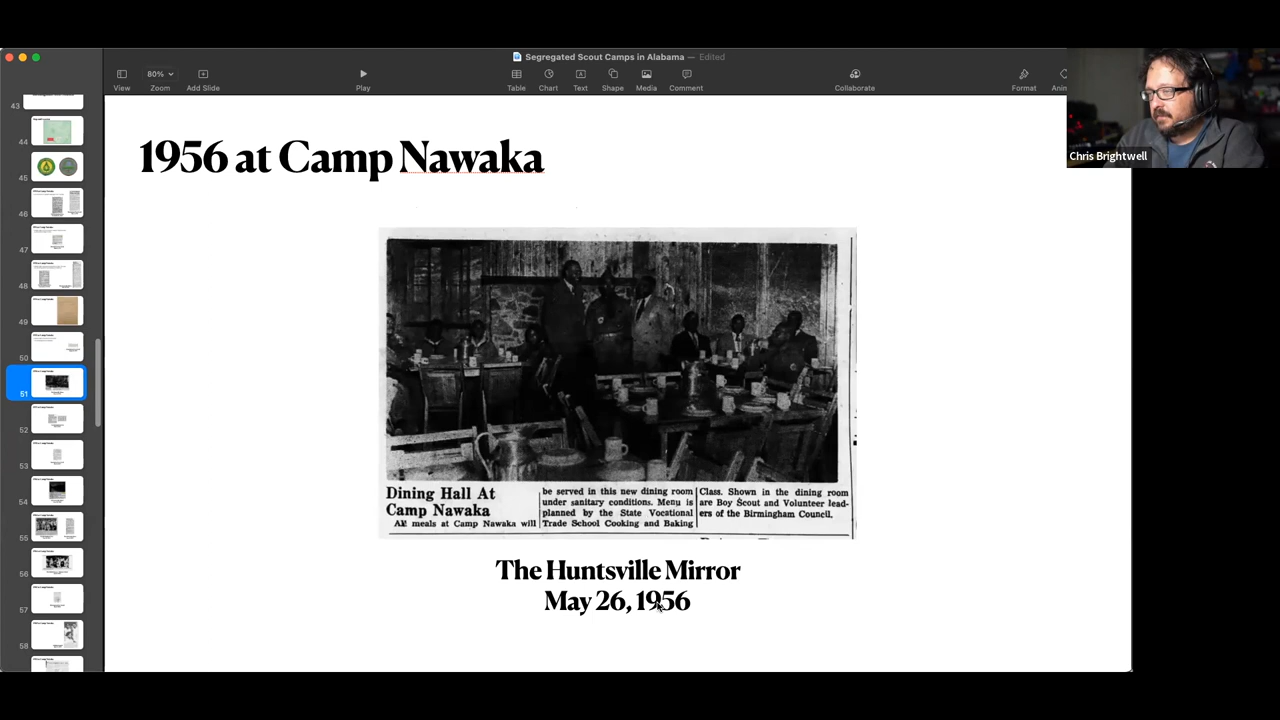 Segregated Scout Camps in Alabama — Edited
80%
View
Zoom
Add Slide
Play
Table
Chart
Text
Shape
Media
Comment
Collaborate
Format
Chris Brightwell
43
44
45
46
47
48
49
50
51
52
53
54
55
56
57
58
1956 at Camp Nawaka
Dining Hall At
Camp Nawaka
All meals at Camp Nawaka will
be served in this new dining room
under sanitary conditions. Menu is
planned by the State Vocational
Trade School Cooking and Baking
Class. Shown in the dining room
are Boy Scout and Volunteer lead-
ers of the Birmingham Council.
The Huntsville Mirror
May 26, 1956